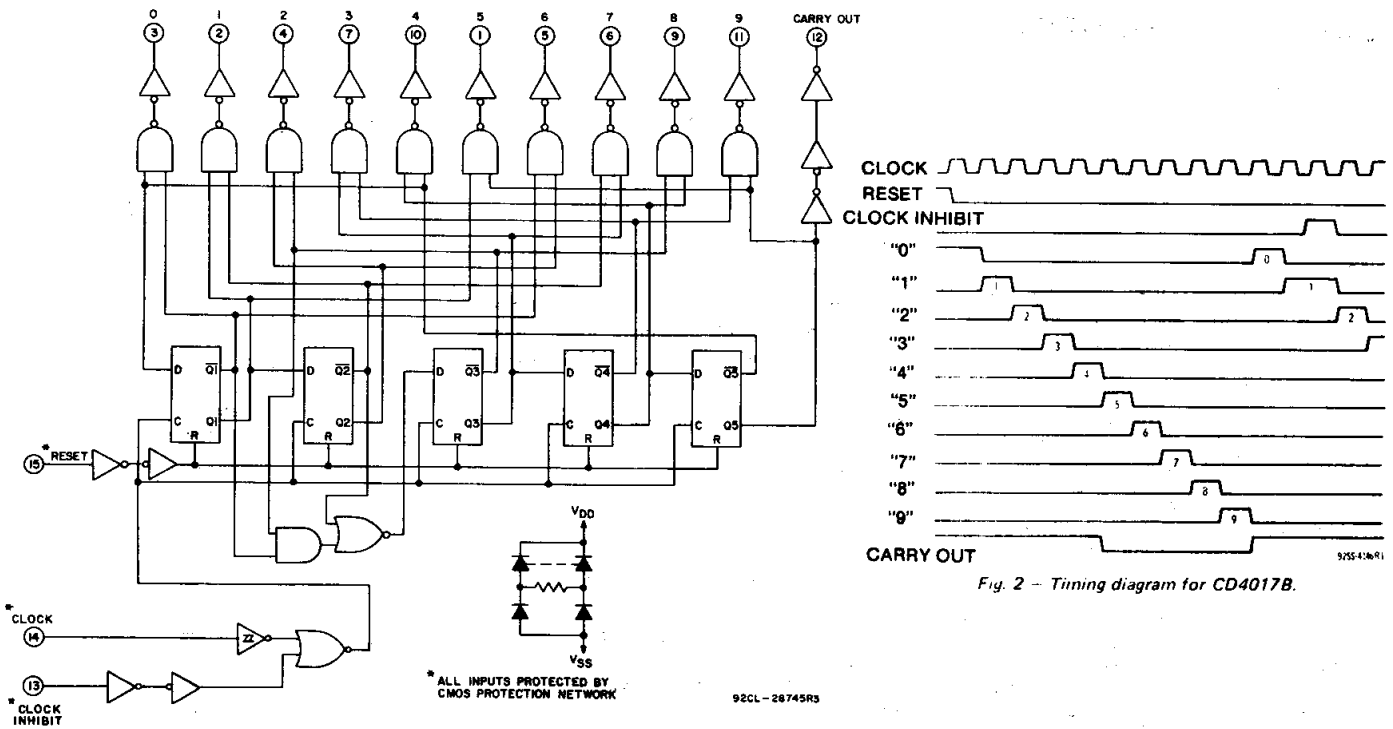 0 1 2 3 4 5 6 7 8 9 CARRY OUT
3 2 4 7 10 1 5 6 9 11 12
D Q1 D Q2 D Q3 D Q4 D Q5
C Q1 C Q2 C Q3 C Q4 C Q5
R R R R R
15 * RESET
* CLOCK
14
13
* CLOCK
INHIBIT
VDD
VSS
* ALL INPUTS PROTECTED BY
CMOS PROTECTION NETWORK
92CL-28745R3
CLOCK
RESET
CLOCK INHIBIT
"0" 0
"1" 1 1
"2" 2 2
"3" 3
"4" 4
"5" 5
"6" 6
"7" 7
"8" 8
"9" 9
CARRY OUT
Fig. 2 – Timing diagram for CD4017B.